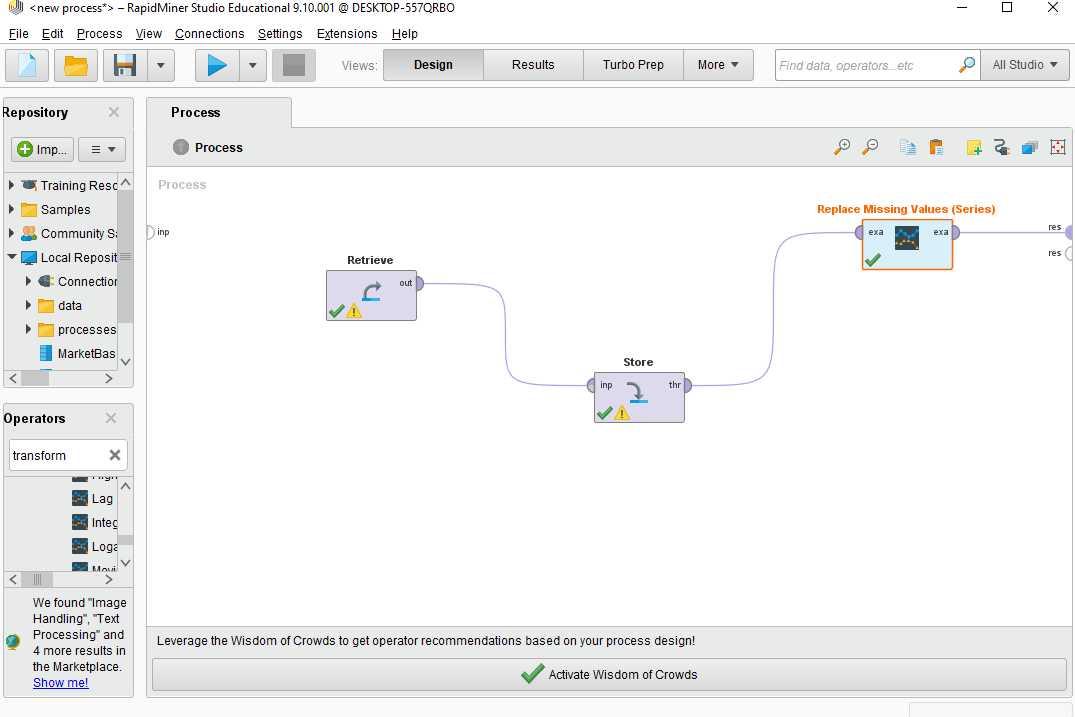 <new process*> – RapidMiner Studio Educational 9.10.001 @ DESKTOP-557QRBO
File Edit Process View Connections Settings Extensions Help
Views: Design Results Turbo Prep More Find data, operators...etc All Studio
Repository
Imp...
Training Reso
Samples
Community Sa
Local Reposit
Connection
data
processes
MarketBas
Operators
transform
Lag
Integ
Loga
Movi
We found "Image
Handling", "Text
Processing" and
4 more results in
the Marketplace.
Show me!
Process
Process
Process
inp
Retrieve
out
Store
inp thr
Replace Missing Values (Series)
exa exa
res
res
Leverage the Wisdom of Crowds to get operator recommendations based on your process design!
Activate Wisdom of Crowds